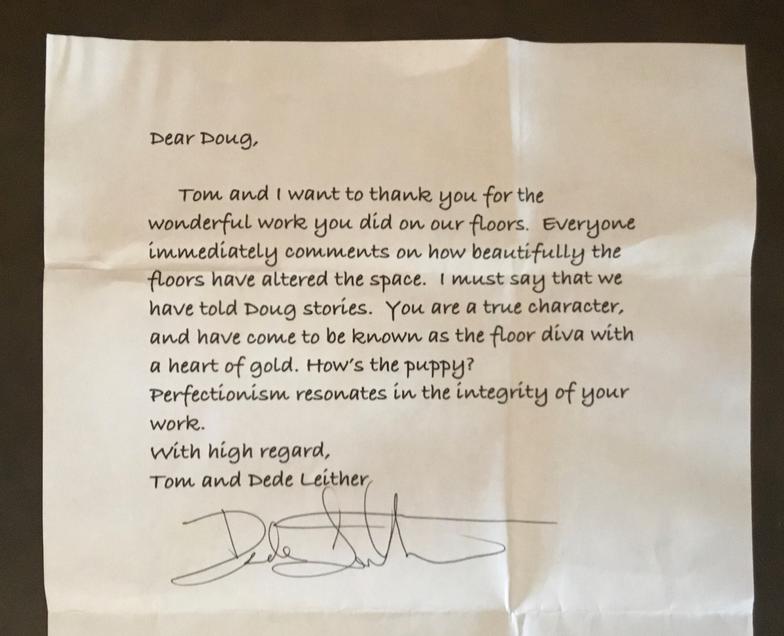 Dear Doug,
Tom and I want to thank you for the
wonderful work you did on our floors. Everyone
immediately comments on how beautifully the
floors have altered the space. I must say that we
have told Doug stories. You are a true character,
and have come to be known as the floor diva with
a heart of gold. How's the puppy?
Perfectionism resonates in the integrity of your
work.
With high regard,
Tom and Dede Leither
Dede